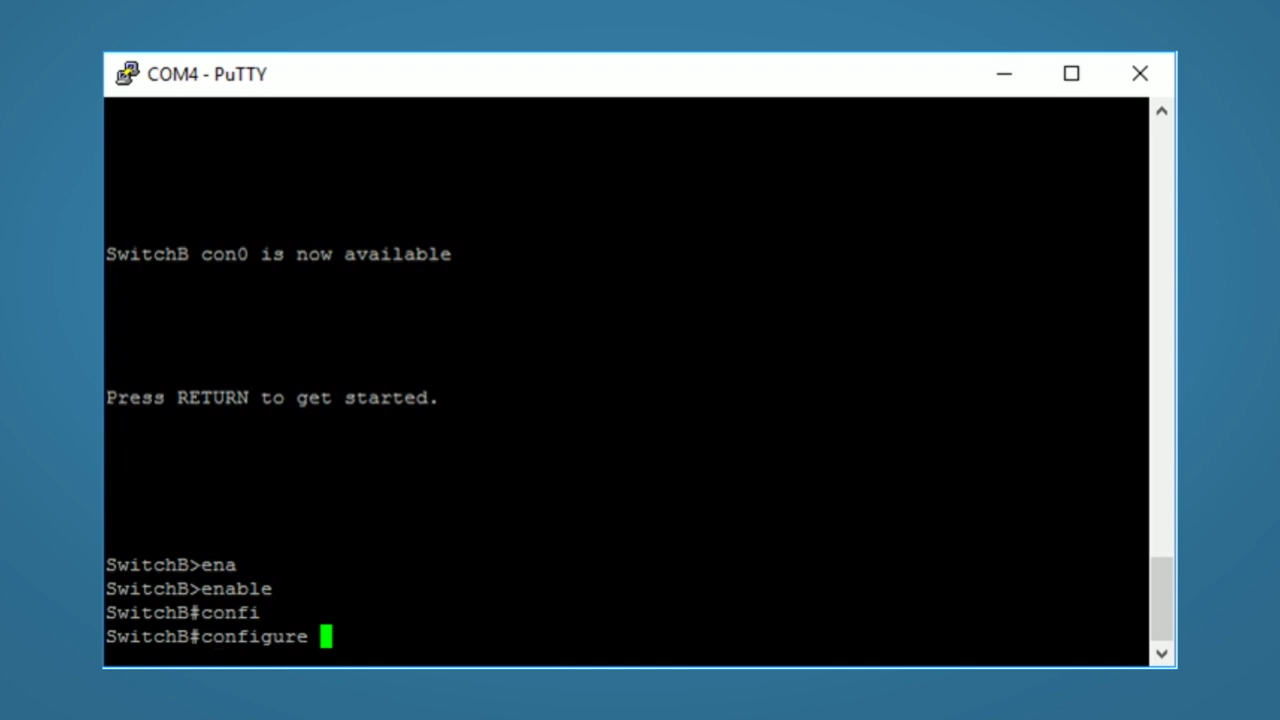 COM4 - PuTTY
SwitchB con0 is now available
Press RETURN to get started.
SwitchB>ena
SwitchB>enable
SwitchB#confi
SwitchB#configure